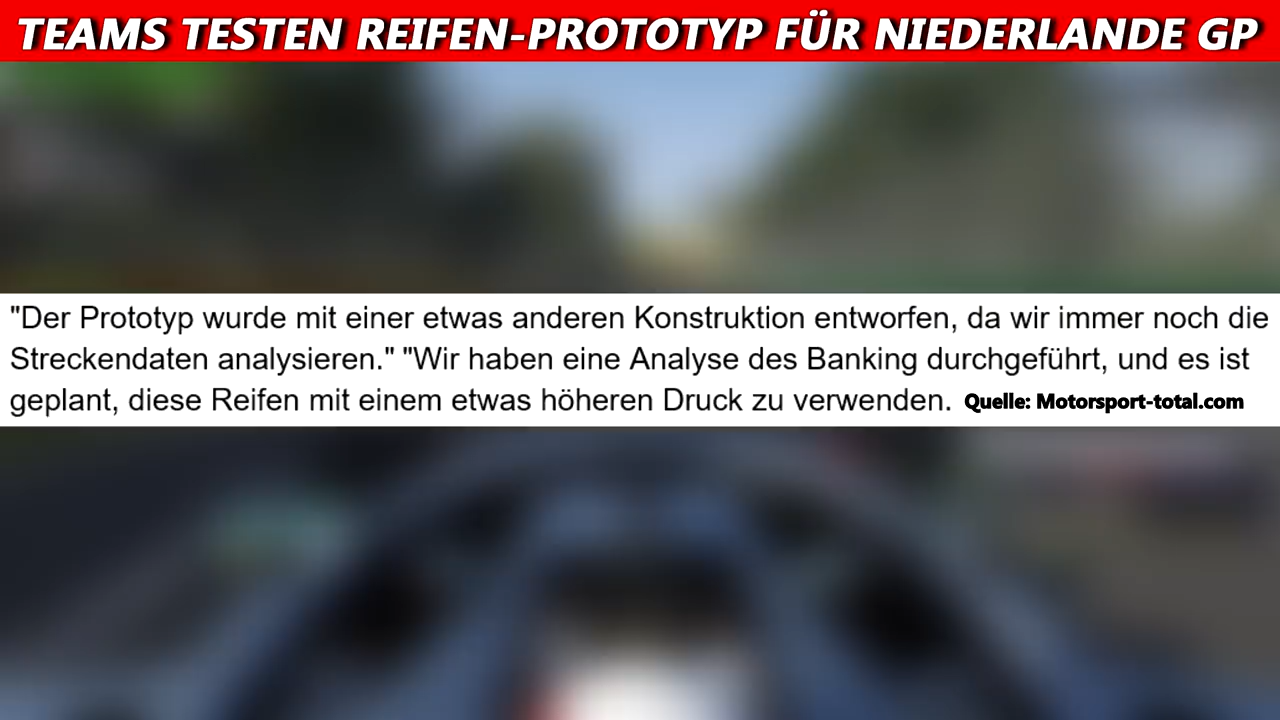 TEAMS TESTEN REIFEN-PROTOTYP FÜR NIEDERLANDE GP
"Der Prototyp wurde mit einer etwas anderen Konstruktion entworfen, da wir immer noch die
Streckendaten analysieren." "Wir haben eine Analyse des Banking durchgeführt, und es ist
geplant, diese Reifen mit einem etwas höheren Druck zu verwenden. Quelle: Motorsport-total.com